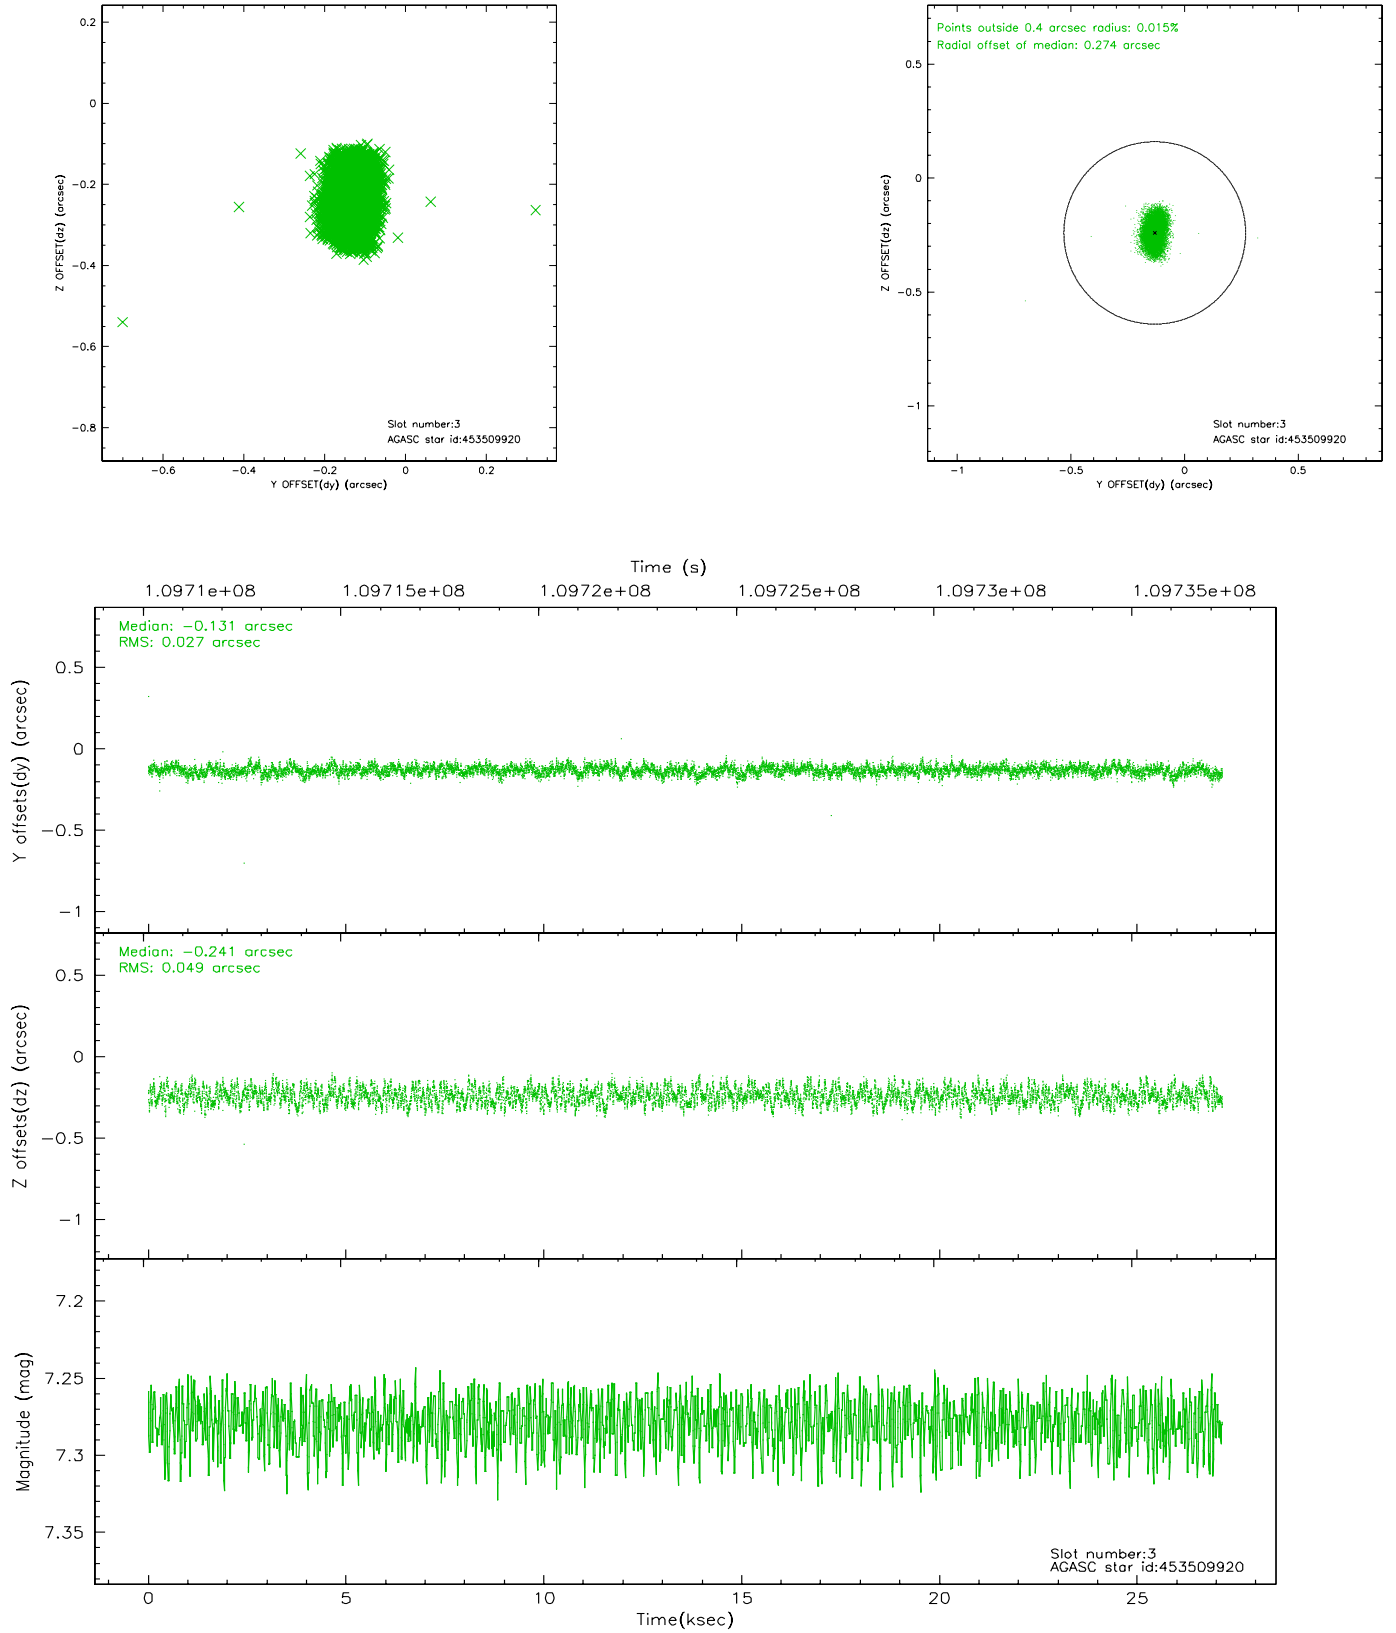 0.2
0
−0.2
−0.4
−0.6
−0.8
Z OFFSET(dz) (arcsec)
Slot number:3
AGASC star id:453509920
−0.6 −0.4 −0.2 0 0.2
Y OFFSET(dy) (arcsec)
Points outside 0.4 arcsec radius: 0.015%
Radial offset of median: 0.274 arcsec
0.5
0
−0.5
−1
Z OFFSET(dz) (arcsec)
Slot number:3
AGASC star id:453509920
−1 −0.5 0 0.5
Y OFFSET(dy) (arcsec)
Time (s)
1.0971e+08 1.09715e+08 1.0972e+08 1.09725e+08 1.0973e+08 1.09735e+08
Median: −0.131 arcsec
RMS: 0.027 arcsec
0.5
0
−0.5
−1
Y offsets(dy) (arcsec)
Median: −0.241 arcsec
RMS: 0.049 arcsec
0.5
0
−0.5
−1
Z offsets(dz) (arcsec)
7.2
7.25
7.3
7.35
Magnitude (mag)
Slot number:3
AGASC star id:453509920
0 5 10 15 20 25
Time(ksec)